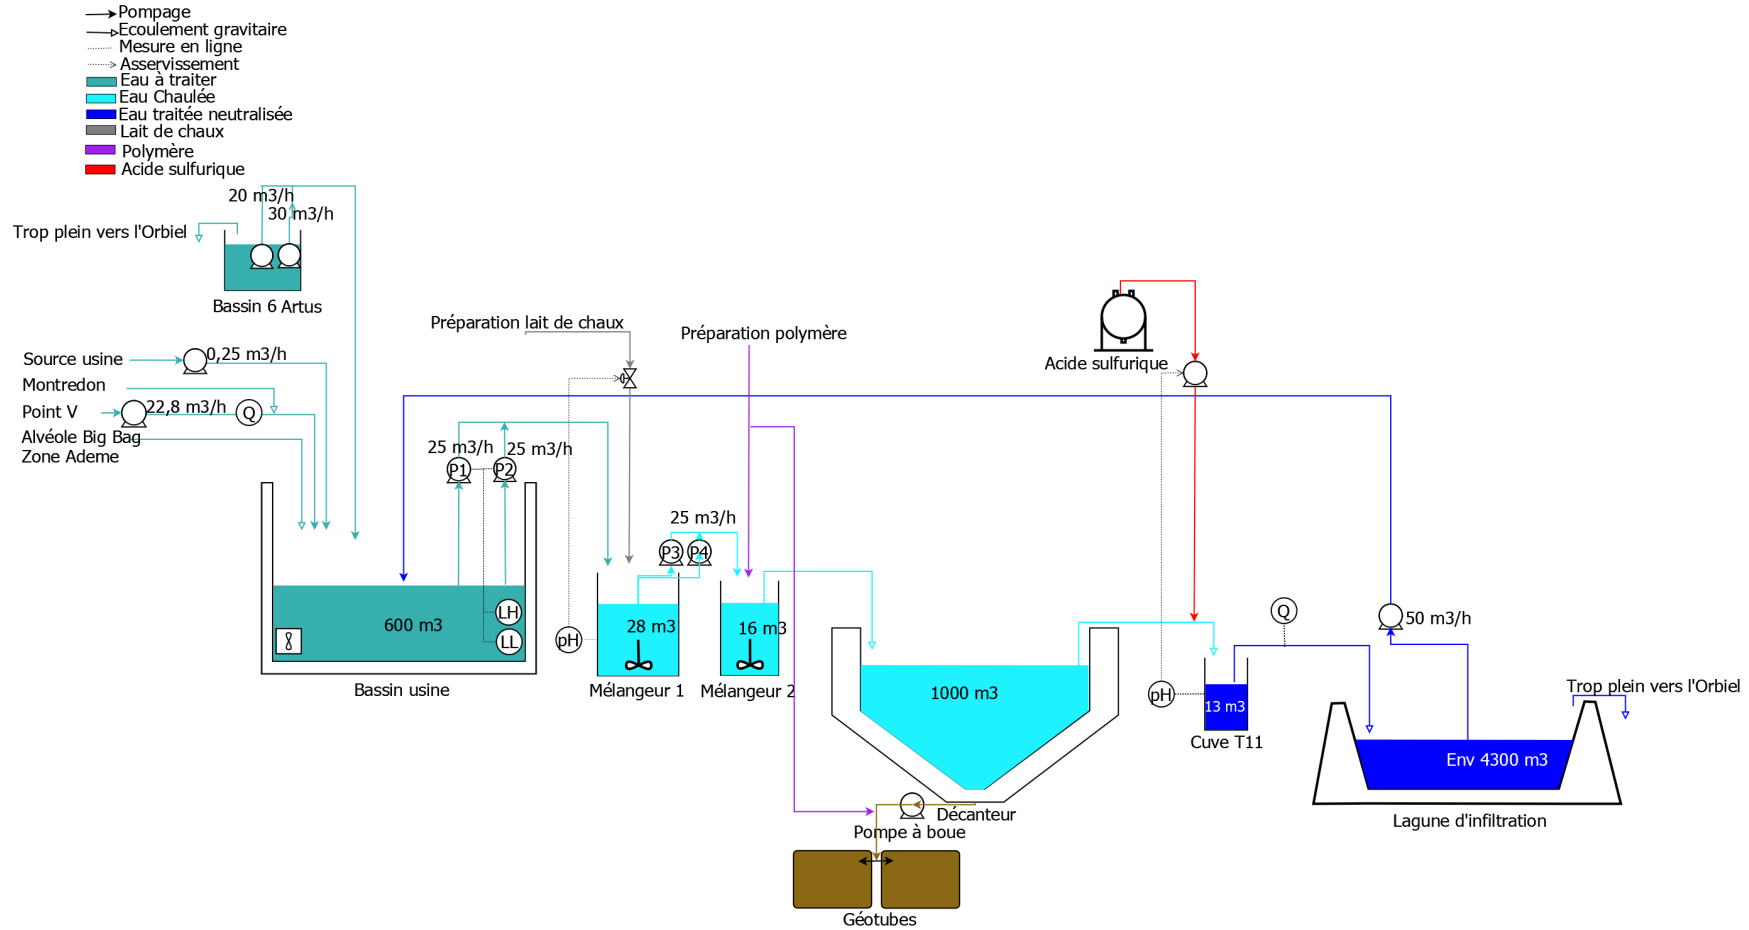 Pompage
Ecoulement gravitaire
Mesure en ligne
Asservissement
Eau à traiter
Eau Chaulée
Eau traitée neutralisée
Lait de chaux
Polymère
Acide sulfurique
20 m3/h
30 m3/h
Trop plein vers l'Orbiel
Bassin 6 Artus
Préparation lait de chaux
Préparation polymère
Acide sulfurique
Source usine
0,25 m3/h
Montredon
Point V
22,8 m3/h
Q
Alvéole Big Bag
Zone Ademe
25 m3/h
25 m3/h
P1
P2
25 m3/h
P3
P4
600 m3
LH
LL
pH
28 m3
16 m3
Bassin usine
Mélangeur 1
Mélangeur 2
1000 m3
Q
50 m3/h
pH
13 m3
Cuve T11
Trop plein vers l'Orbiel
Env 4300 m3
Lagune d'infiltration
Décanteur
Pompe à boue
Géotubes